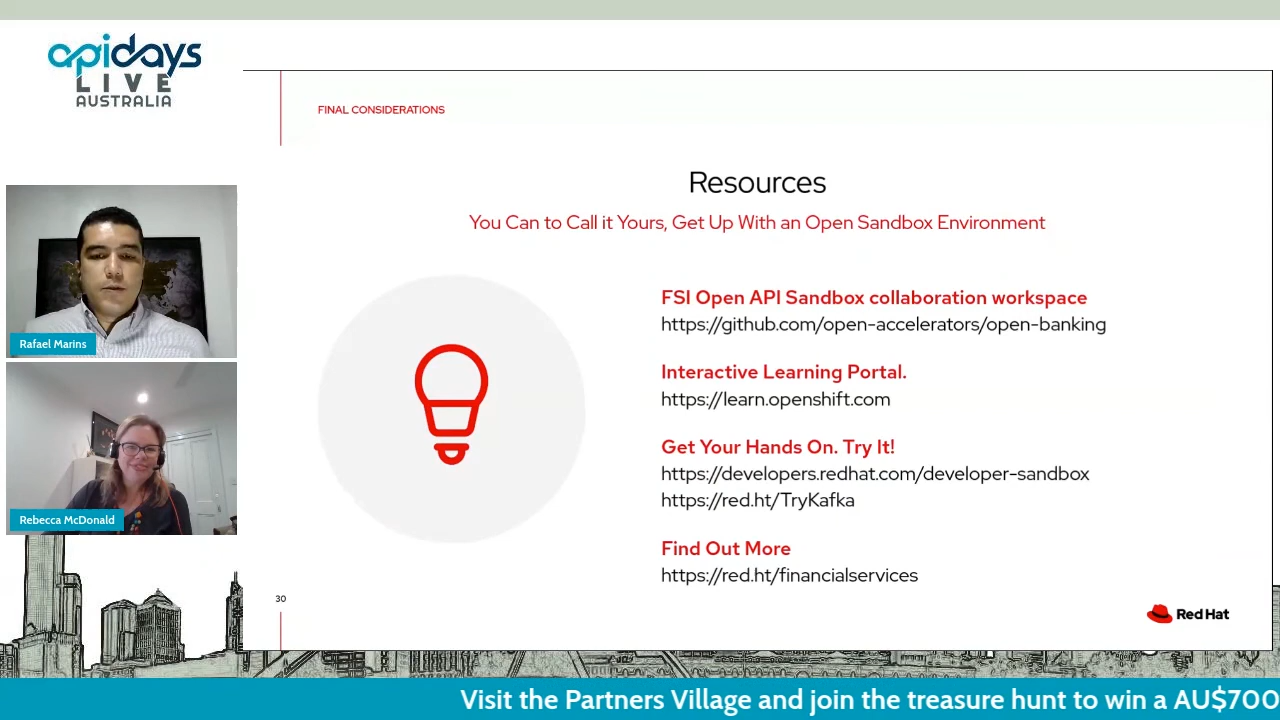 apidays
LIVE
AUSTRALIA
Rafael Marins
Rebecca McDonald
FINAL CONSIDERATIONS
Resources
You Can to Call it Yours, Get Up With an Open Sandbox Environment
FSI Open API Sandbox collaboration workspace
https://github.com/open-accelerators/open-banking
Interactive Learning Portal.
https://learn.openshift.com
Get Your Hands On. Try It!
https://developers.redhat.com/developer-sandbox
https://red.ht/TryKafka
Find Out More
https://red.ht/financialservices
30
Red Hat
Visit the Partners Village and join the treasure hunt to win a AU$700